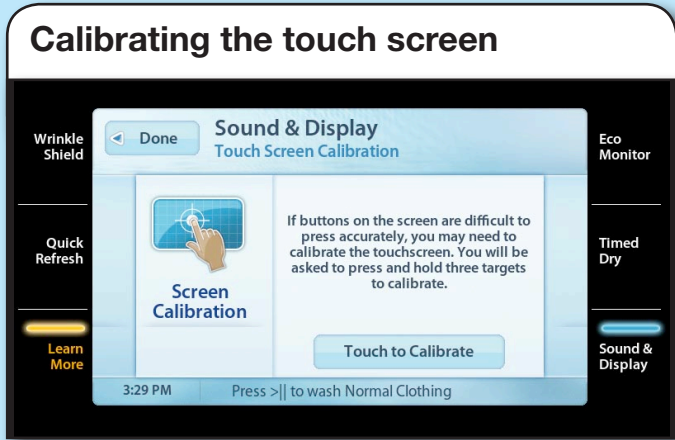 Calibrating the touch screen
Wrinkle
Shield
Quick
Refresh
Learn
More
Done
Sound & Display
Touch Screen Calibration
Screen
Calibration
If buttons on the screen are difficult to
press accurately, you may need to
calibrate the touchscreen. You will be
asked to press and hold three targets
to calibrate.
Touch to Calibrate
3:29 PM
Press >|| to wash Normal Clothing
Eco
Monitor
Timed
Dry
Sound &
Display